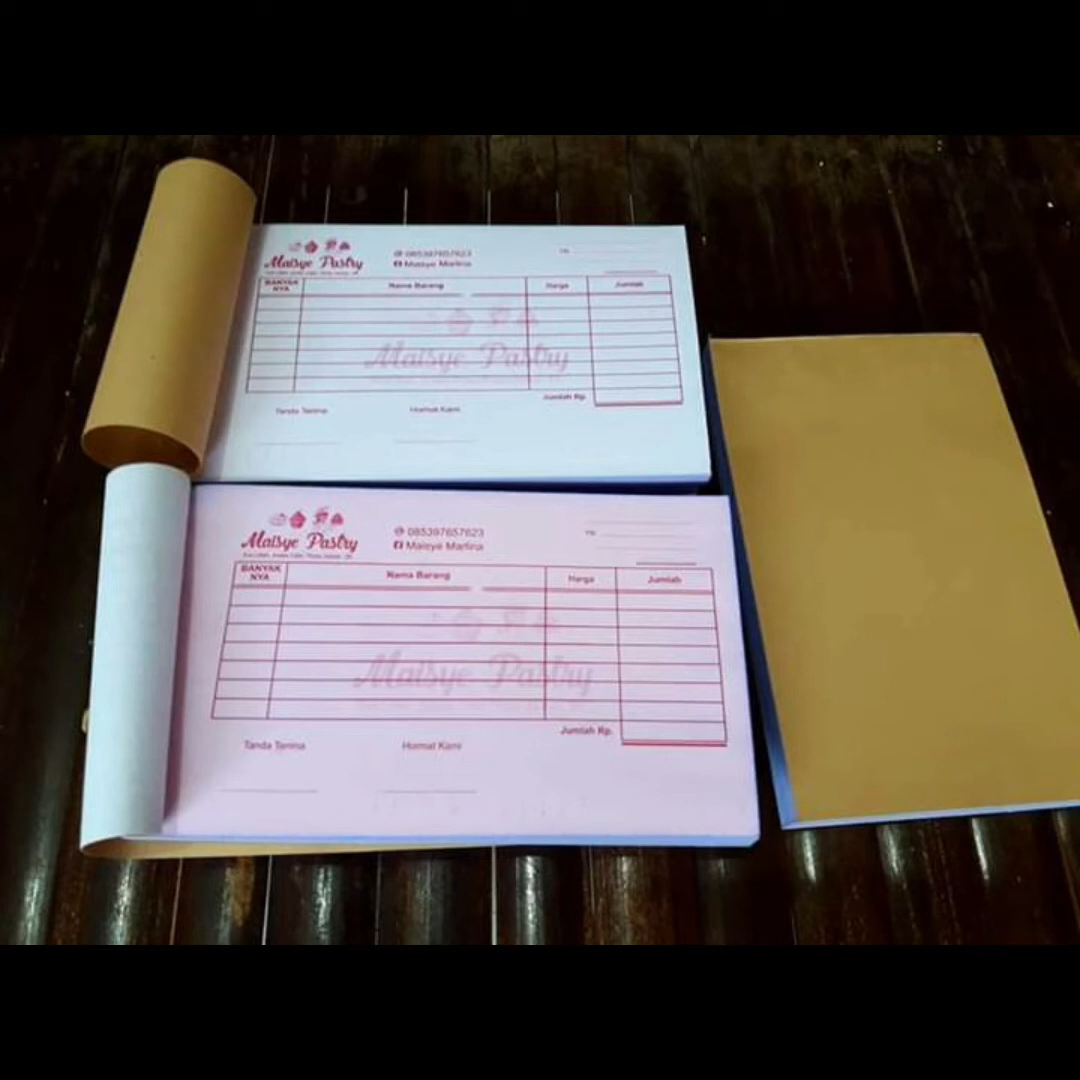 Maisye Pastry
085397657623
Maisye Martina
BANYAK NYA
Nama Barang
Harga
Jumlah
Maisye Pastry
Jumlah Rp.
Tanda Terima
Hormat Kami
Maisye Pastry
085397657623
Maisye Martina
BANYAK NYA
Nama Barang
Harga
Jumlah
Maisye Pastry
Jumlah Rp.
Tanda Terima
Hormat Kami